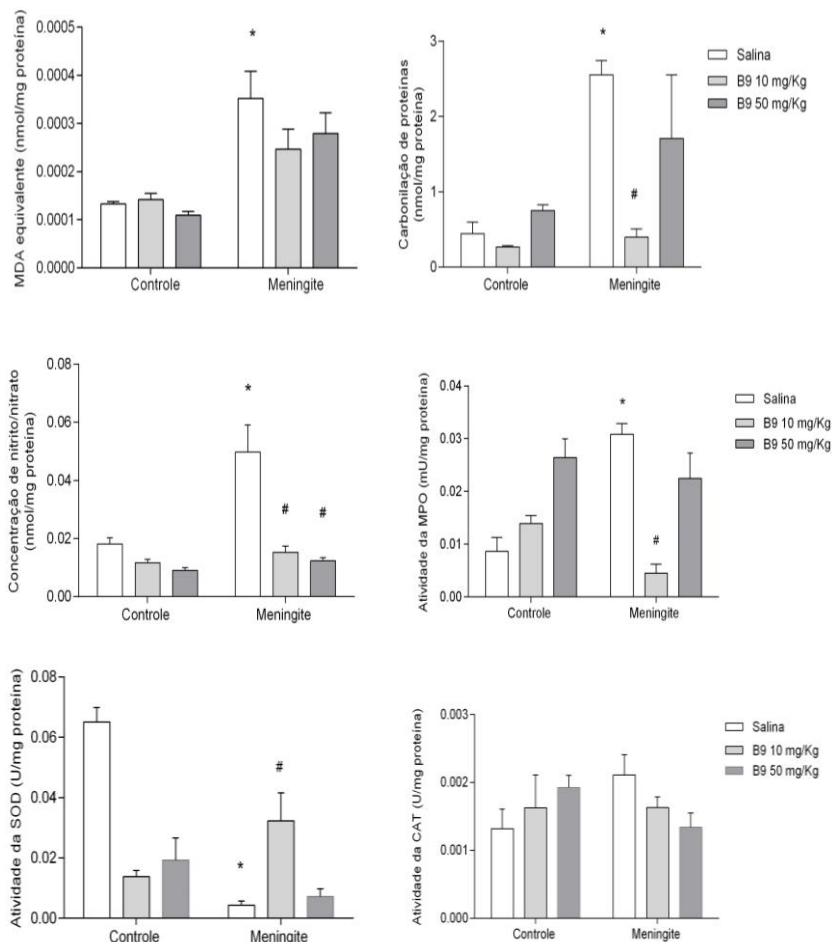 MDA equivalente (nmol/mg proteína)
0.0005
0.0004
0.0003
0.0002
0.0001
0.0000
*
Controle
Meningite
Carbonilação de proteínas
(nmol/mg proteína)
3
2
1
0
*
#
Controle
Meningite
Salina
B9 10 mg/Kg
B9 50 mg/Kg
Concentração de nitrito/nitrato
(nmol/mg proteína)
0.08
0.06
0.04
0.02
0.00
*
#
#
Controle
Meningite
Atividade da MPO (mU/mg proteína)
0.04
0.03
0.02
0.01
0.00
*
#
Controle
Meningite
Salina
B9 10 mg/Kg
B9 50 mg/Kg
Atividade da SOD (U/mg proteína)
0.08
0.06
0.04
0.02
0.00
*
#
Controle
Meningite
Atividade da CAT (U/mg proteína)
0.003
0.002
0.001
0.000
Controle
Meningite
Salina
B9 10 mg/Kg
B9 50 mg/Kg